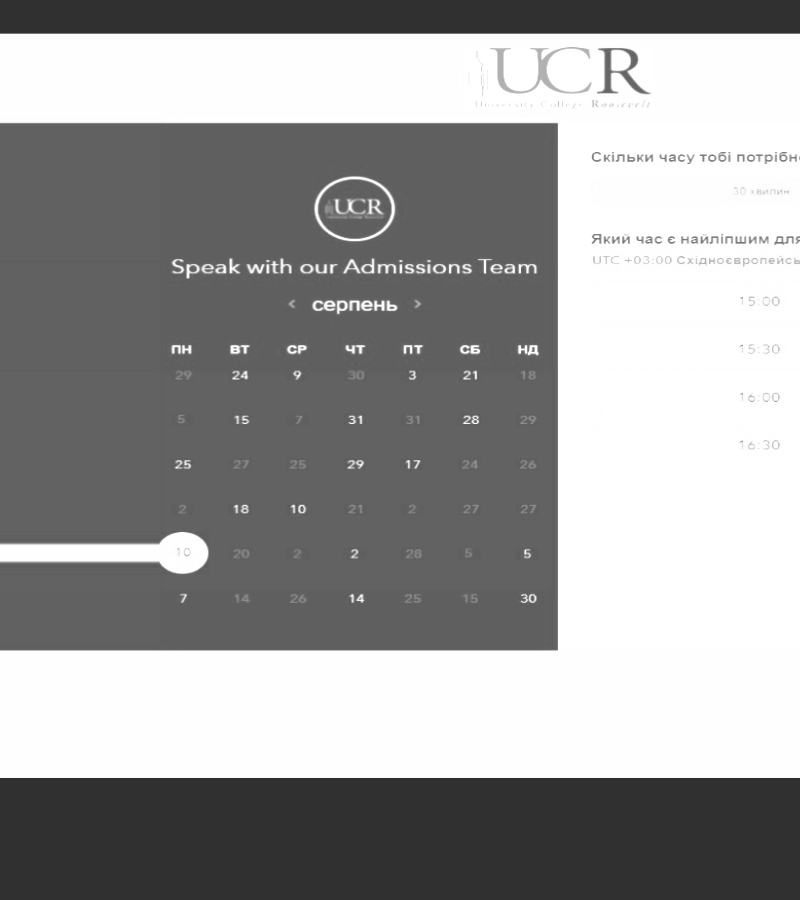 UCR
University College Roosevelt
UCR
Speak with our Admissions Team
‹ серпень ›
ПН ВТ СР ЧТ ПТ СБ НД
29 24 9 30 3 21 18
5 15 7 31 31 28 29
25 27 25 29 17 24 26
2 18 10 21 2 27 27
10 20 2 2 28 5 5
7 14 26 14 25 15 30
Скільки часу тобі потрібн
30 хвилин
Який час є найліпшим для
UTC +03:00 Східноєвропейсь
15:00
15:30
16:00
16:30